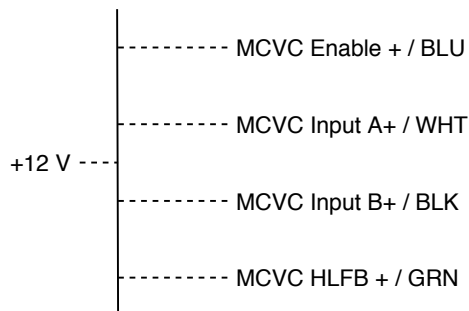 MCVC Enable + / BLU
MCVC Input A+ / WHT
+12 V
MCVC Input B+ / BLK
MCVC HLFB + / GRN